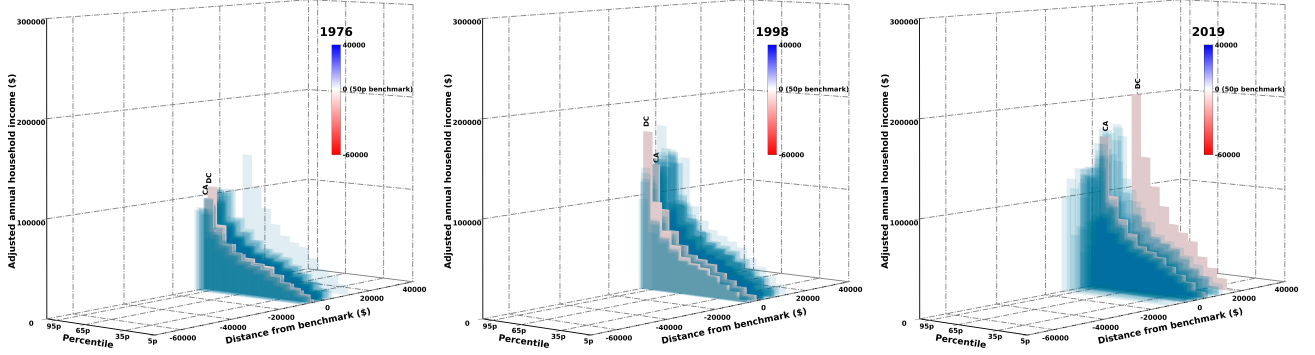 300000
1976
40000
0 (50p benchmark)
-60000
200000
Adjusted annual household income ($)
CA
DC
100000
0
95p
65p
35p
5p
Percentile
-60000
-40000
-20000
0
20000
40000
Distance from benchmark ($)
300000
1998
40000
0 (50p benchmark)
-60000
200000
Adjusted annual household income ($)
DC
CA
100000
0
95p
65p
35p
5p
Percentile
-60000
-40000
-20000
0
20000
40000
Distance from benchmark ($)
300000
2019
40000
0 (50p benchmark)
-60000
200000
Adjusted annual household income ($)
DC
CA
100000
0
95p
65p
35p
5p
Percentile
-60000
-40000
-20000
0
20000
40000
Distance from benchmark ($)